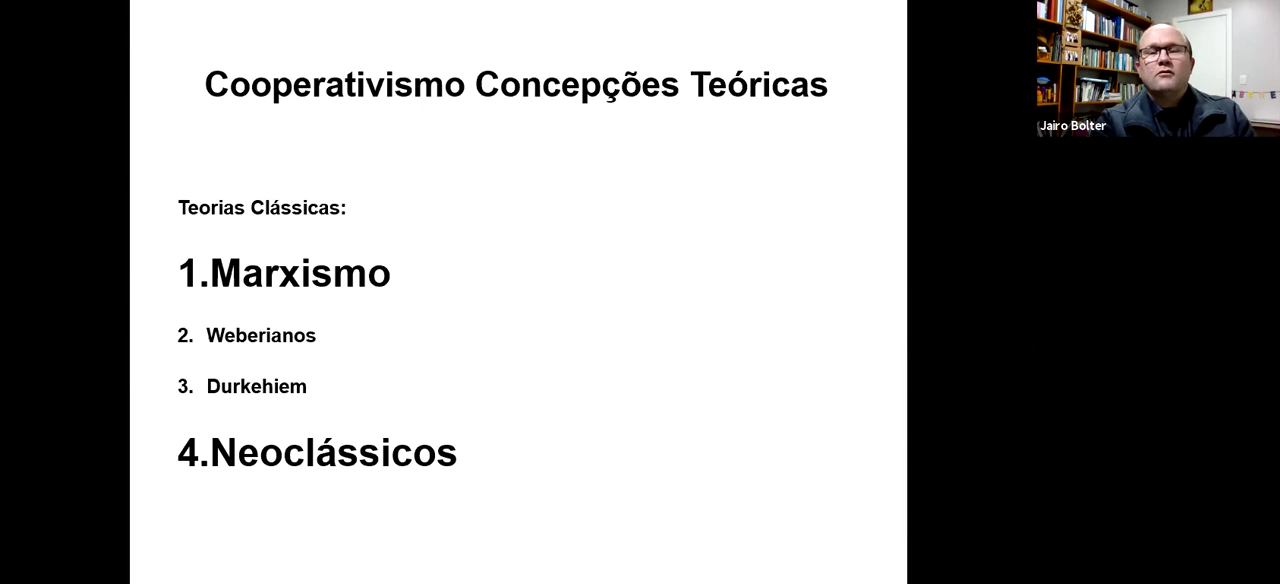 Cooperativismo Concepções Teóricas
Jairo Bolter
Teorias Clássicas:
1.Marxismo
2. Weberianos
3. Durkehiem
4.Neoclássicos